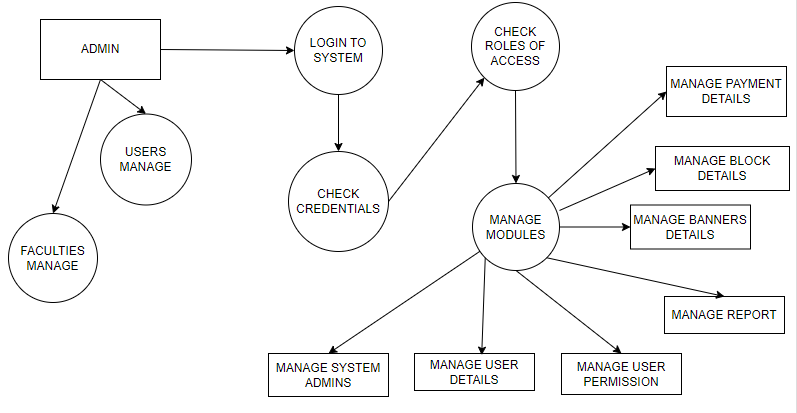 ADMIN
LOGIN TO
SYSTEM
CHECK
ROLES OF
ACCESS
MANAGE PAYMENT
DETAILS
USERS
MANAGE
CHECK
CREDENTIALS
MANAGE BLOCK
DETAILS
MANAGE
MODULES
MANAGE BANNERS
DETAILS
FACULTIES
MANAGE
MANAGE REPORT
MANAGE SYSTEM
ADMINS
MANAGE USER
DETAILS
MANAGE USER
PERMISSION